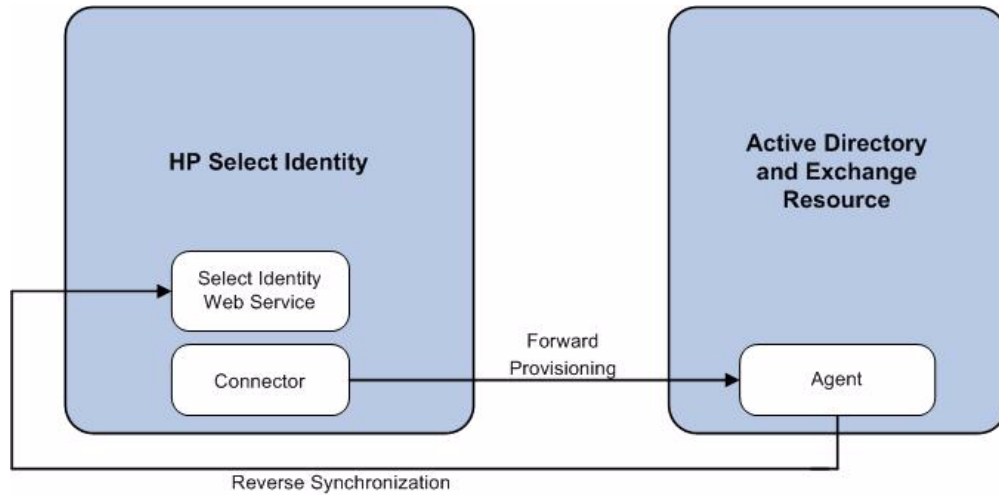 HP Select Identity
Active Directory
and Exchange
Resource
Select Identity
Web Service
Connector
Forward
Provisioning
Agent
Reverse Synchronization